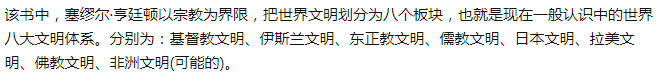 该书中，塞缪尔·亨廷顿以宗教为界限，把世界文明划分为八个板块，也就是现在一般认识中的世界
八大文明体系。分别为：基督教文明、伊斯兰文明、东正教文明、儒教文明、日本文明、拉美文
明、佛教文明、非洲文明(可能的)。